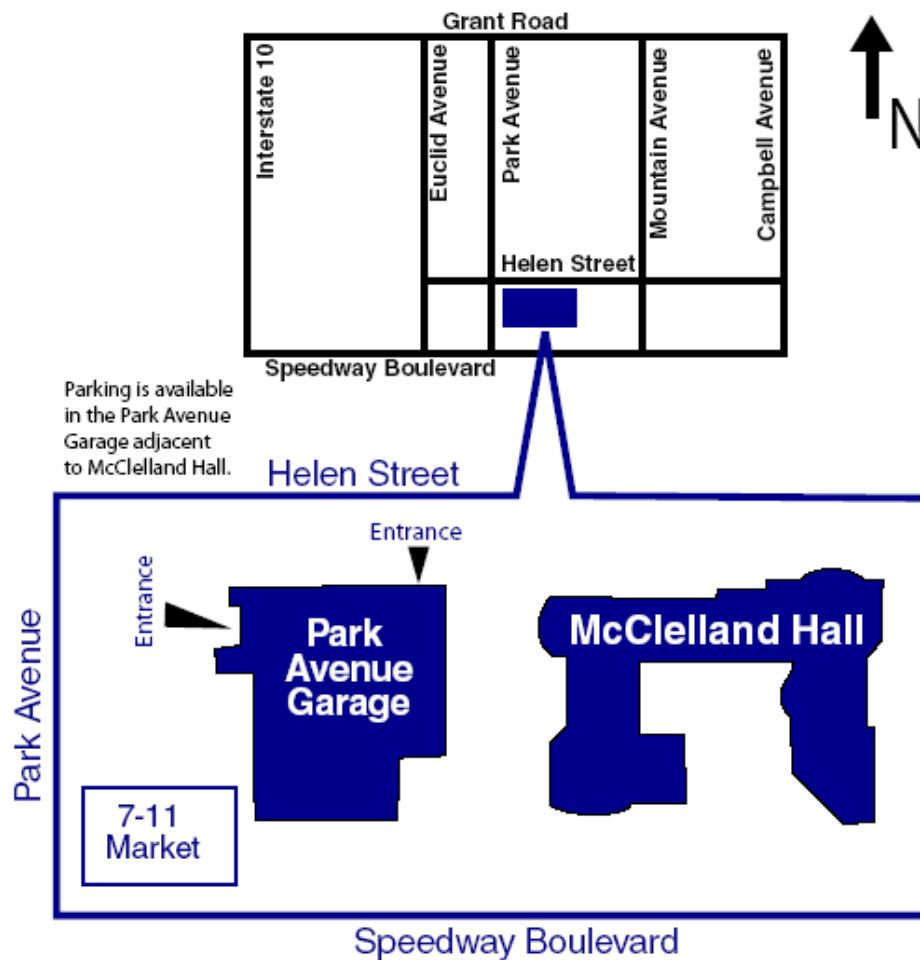 Grant Road
N
Interstate 10
Euclid Avenue
Park Avenue
Mountain Avenue
Campbell Avenue
Helen Street
Speedway Boulevard
Parking is available
in the Park Avenue
Garage adjacent
to McClelland Hall.
Helen Street
Entrance
Entrance
Park
Avenue
Garage
McClelland Hall
Park Avenue
7-11
Market
Speedway Boulevard